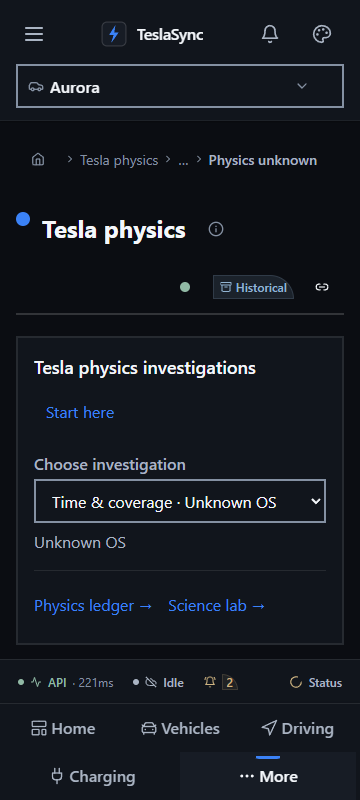 TeslaSync
Aurora
Tesla physics > ... > Physics unknown
Tesla physics
Historical
Tesla physics investigations
Start here
Choose investigation
Time & coverage · Unknown OS
Unknown OS
Physics ledger → Science lab →
API · 221ms Idle 2 Status
Home Vehicles Driving
Charging More